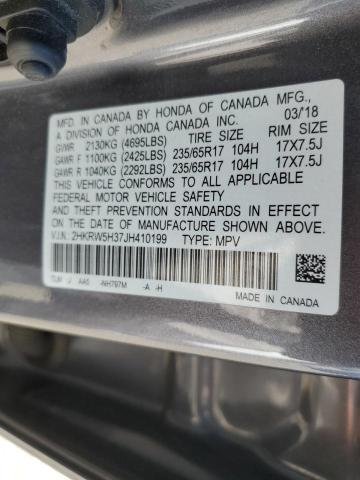 MFD. IN CANADA BY HONDA OF CANADA MFG.,
A DIVISION OF HONDA CANADA INC. 03/18
GVWR 2130KG (4695LBS) TIRE SIZE RIM SIZE
GAWR F 1100KG (2425LBS) 235/65R17 104H 17X7.5J
GAWR R 1040KG (2292LBS) 235/65R17 104H 17X7.5J
THIS VEHICLE CONFORMS TO ALL APPLICABLE
FEDERAL MOTOR VEHICLE SAFETY AND
THEFT PREVENTION STANDARDS IN EFFECT ON
THE DATE OF MANUFACTURE SHOWN ABOVE.
V.I.N: 2HKRW5H37JH410199 TYPE: MPV
J AA5 -NH797M -A -H
MADE IN CANADA